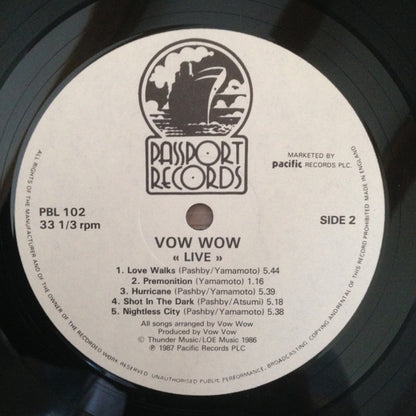 PASSPORT
RECORDS
MARKETED BY
pacific RECORDS PLC.
PBL 102
33 1/3 rpm
SIDE 2
VOW WOW
« LIVE »
1. Love Walks (Pashby/Yamamoto) 5.44
2. Premonition (Yamamoto) 1.16
3. Hurricane (Pashby/Yamamoto) 5.39
4. Shot In The Dark (Pashby/Atsumi) 5.18
5. Nightless City (Pashby/Yamamoto) 5.38
All songs arranged by Vow Wow
Produced by Vow Wow
© Thunder Music/LOE Music 1986
℗ 1987 Pacific Records PLC
ALL RIGHTS OF THE MANUFACTURER AND OF THE OWNER OF THE RECORDED WORK RESERVED. UNAUTHORISED PUBLIC PERFORMANCE, BROADCASTING, COPYING AND/RENTAL OF THIS RECORD PROHIBITED. MADE IN ENGLAND